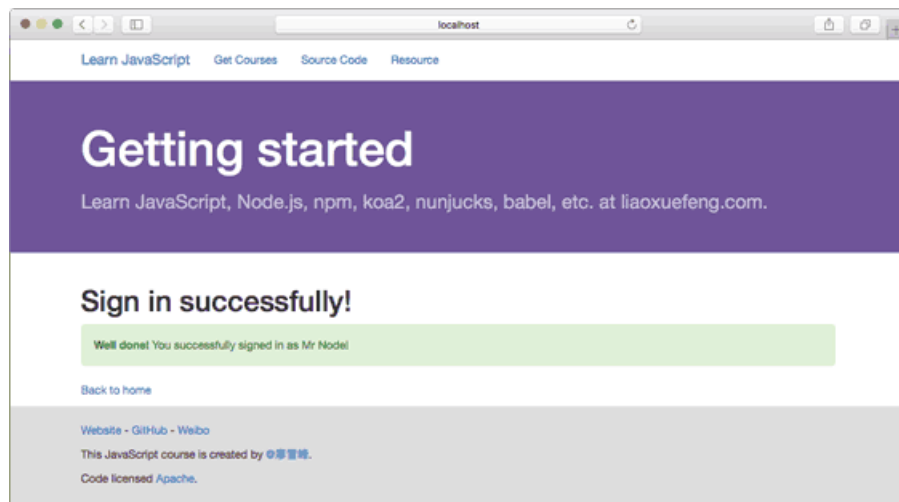 localhost
Learn JavaScript Get Courses Source Code Resource
Getting started
Learn JavaScript, Node.js, npm, koa2, nunjucks, babel, etc. at liaoxuefeng.com.
Sign in successfully!
Well done! You successfully signed in as Mr Node!
Back to home
Website - GitHub - Weibo
This JavaScript course is created by @廖雪峰.
Code licensed Apache.